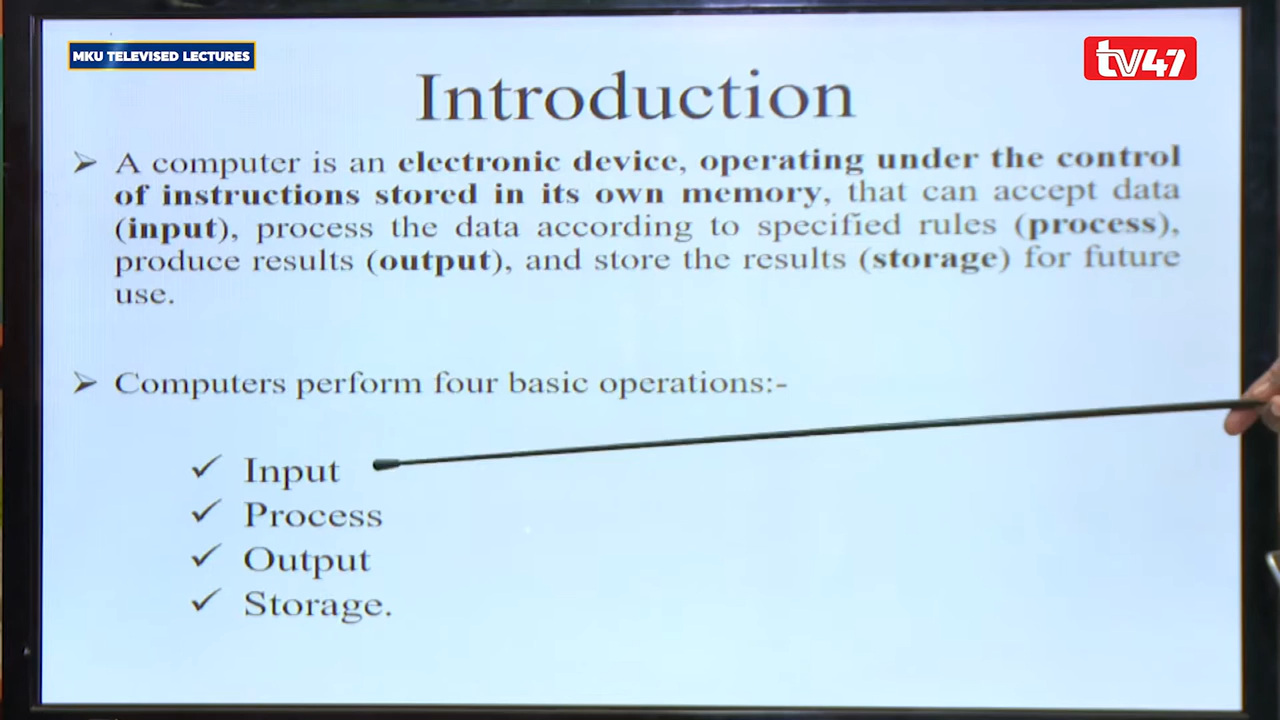 MKU TELEVISED LECTURES
tv47
Introduction
➢ A computer is an electronic device, operating under the control
of instructions stored in its own memory, that can accept data
(input), process the data according to specified rules (process),
produce results (output), and store the results (storage) for future
use.
➢ Computers perform four basic operations:-
✓ Input
✓ Process
✓ Output
✓ Storage.